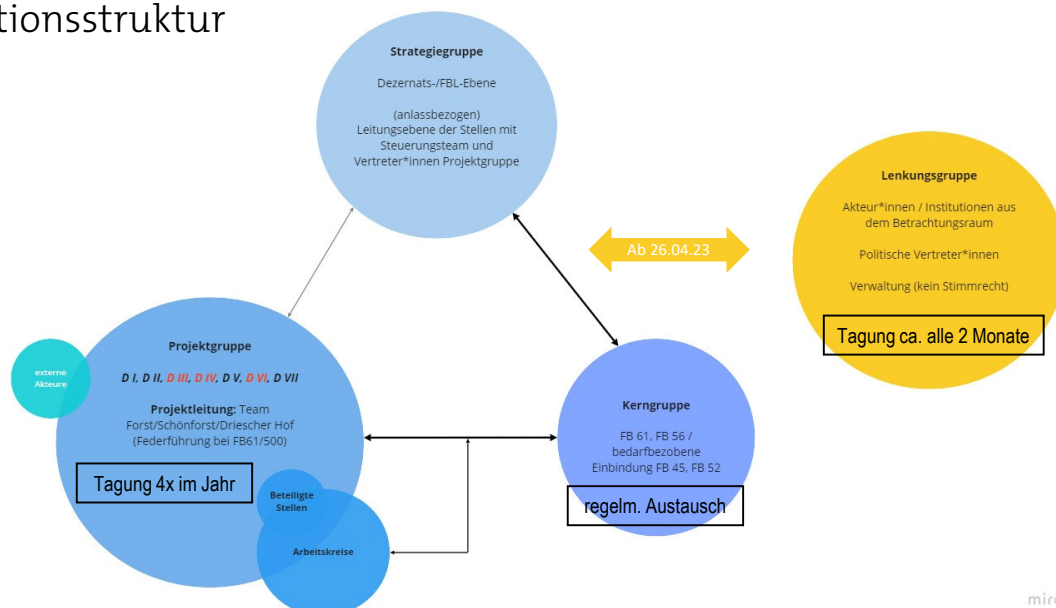 tionsstruktur
Strategiegruppe
Dezernats-/FBL-Ebene
(anlassbezogen)
Leitungsebene der Stellen mit
Steuerungsteam und
Vertreter*innen Projektgruppe
Ab 26.04.23
Lenkungsgruppe
Akteur*innen / Institutionen aus
dem Betrachtungsraum
Politische Vertreter*innen
Verwaltung (kein Stimmrecht)
Tagung ca. alle 2 Monate
externe
Akteure
Projektgruppe
D I, D II, D III, D IV, D V, D VI, D VII
Projektleitung: Team
Forst/Schönforst/Driescher Hof
(Federführung bei FB61/500)
Tagung 4x im Jahr
Beteiligte
Stellen
Arbeitskreise
Kerngruppe
FB 61, FB 56 /
bedarfbezobene
Einbindung FB 45, FB 52
regelm. Austausch